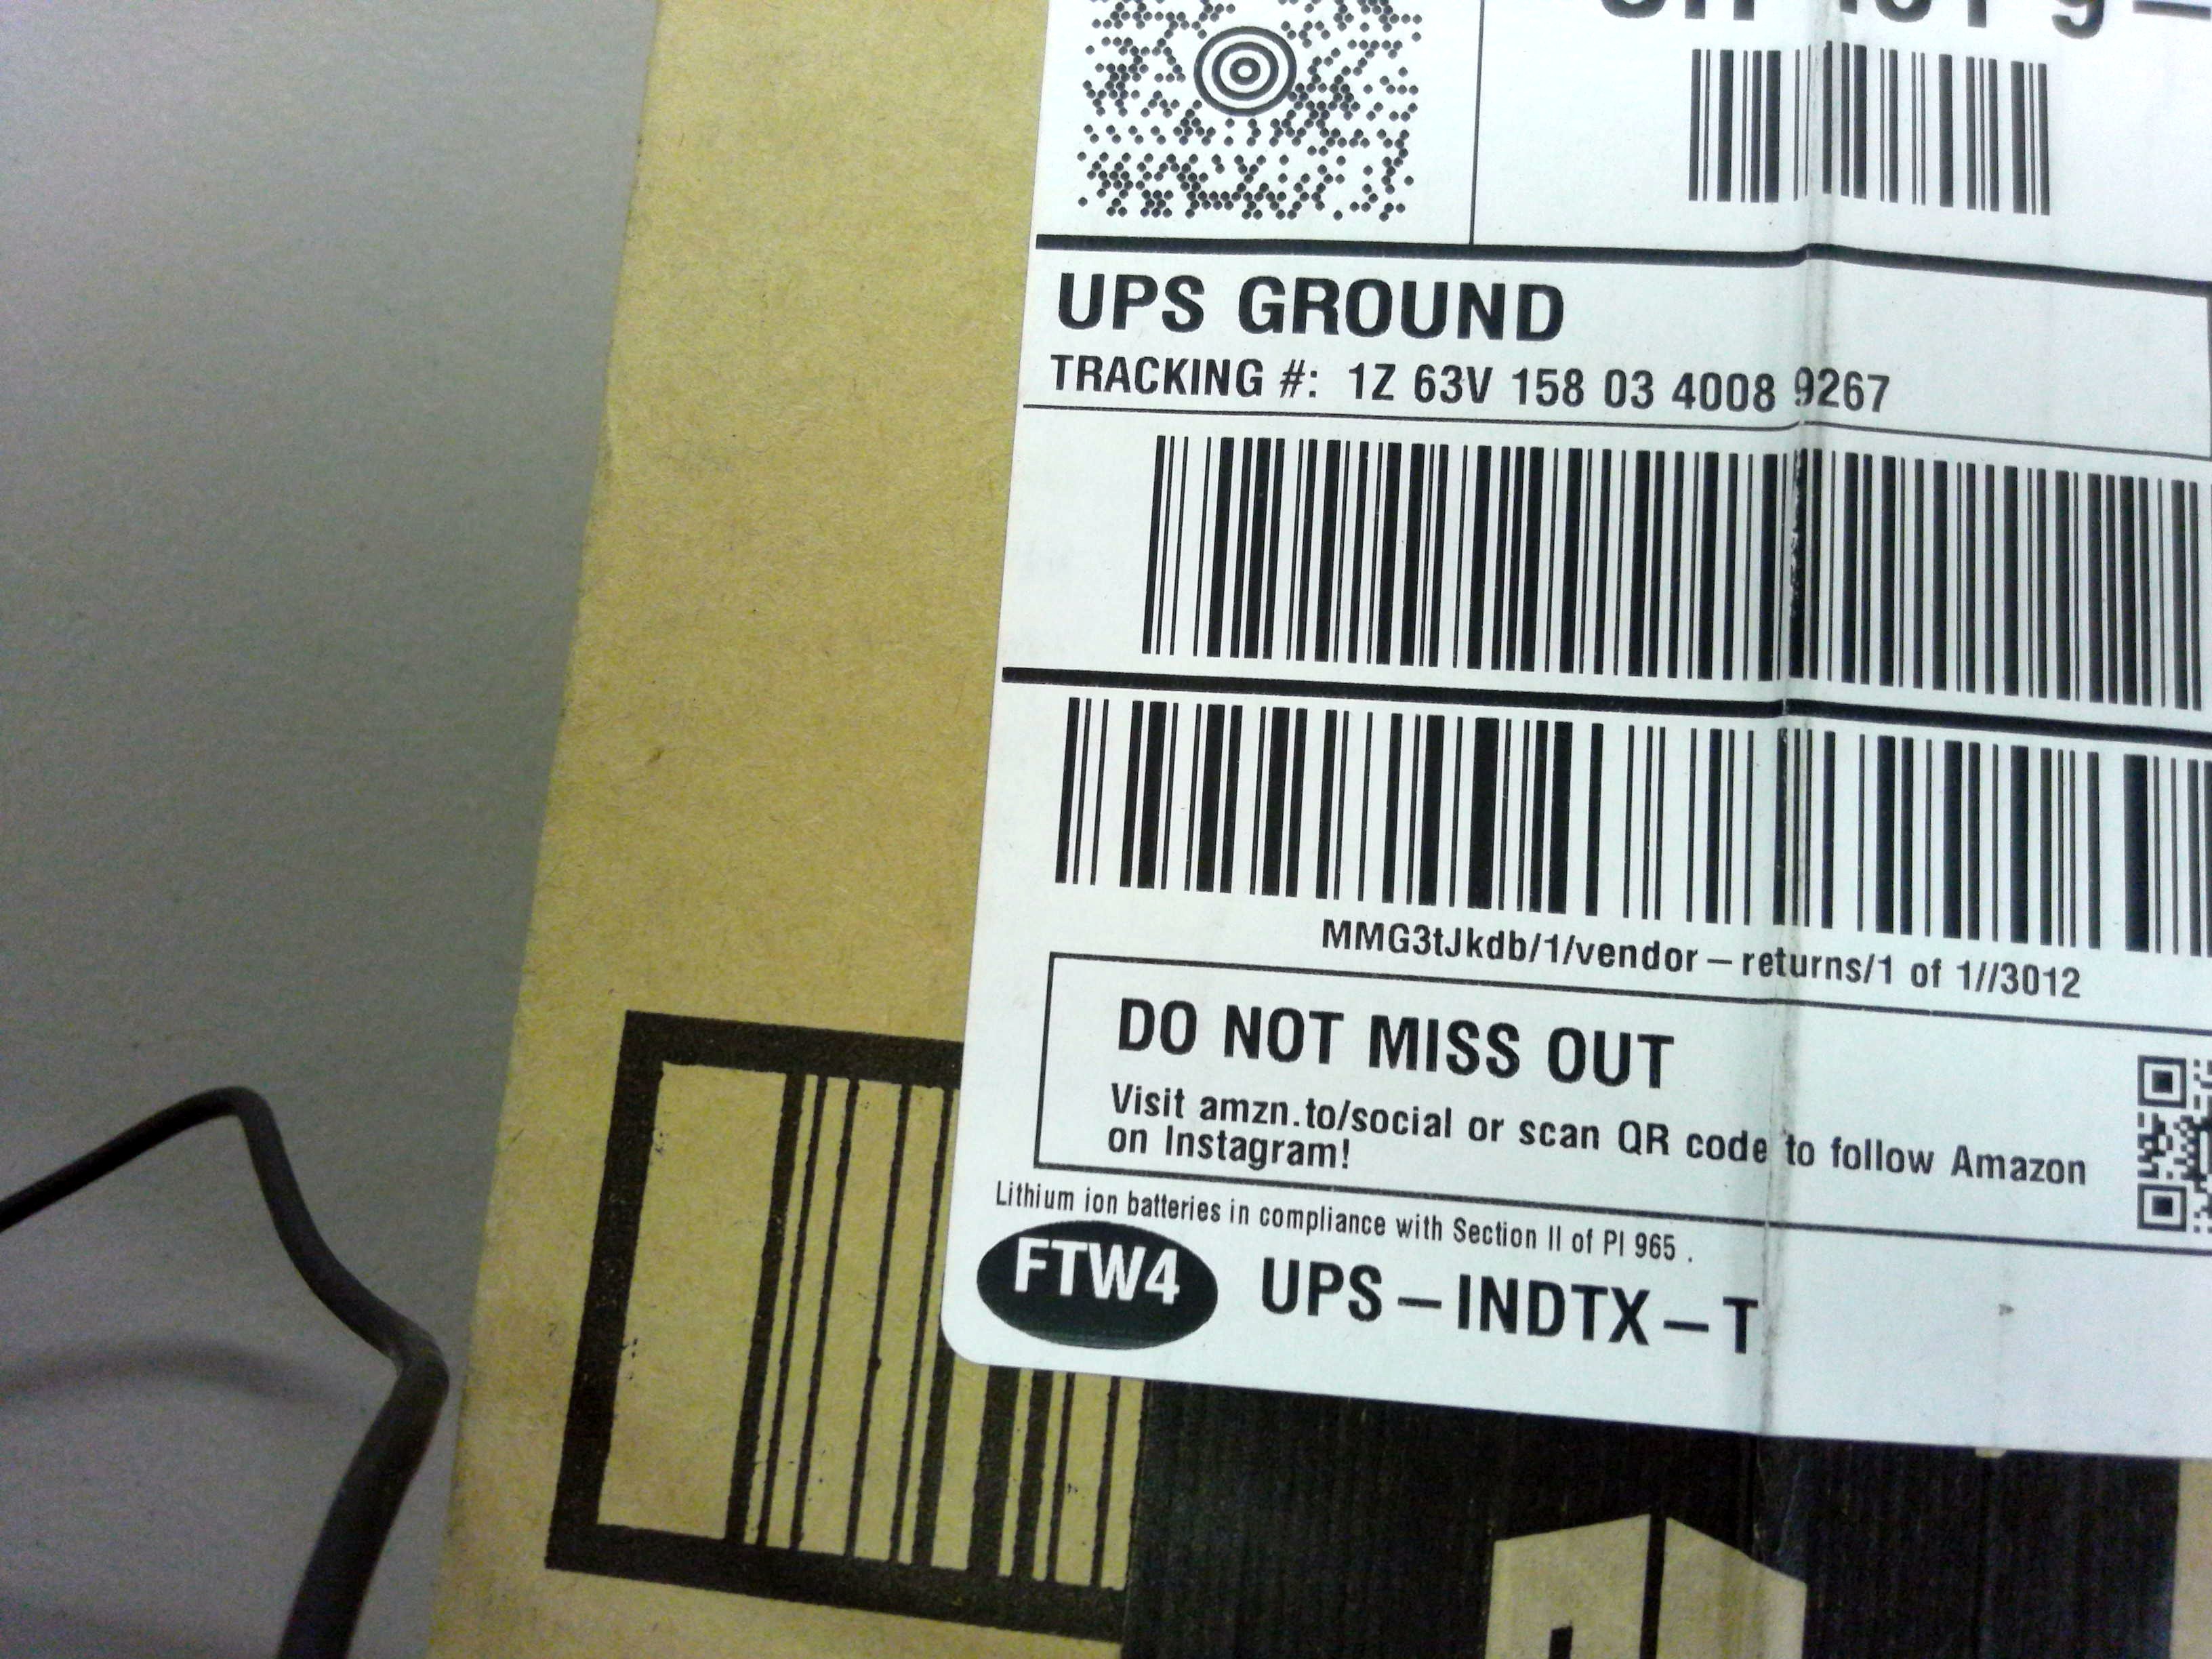 UPS GROUND
TRACKING #: 1Z 63V 158 03 4008 9267
MMG3tJkdb/1/vendor – returns/1 of 1//3012
DO NOT MISS OUT
Visit amzn.to/social or scan QR code to follow Amazon
on Instagram!
Lithium ion batteries in compliance with Section II of PI 965 .
FTW4 UPS – INDTX – T